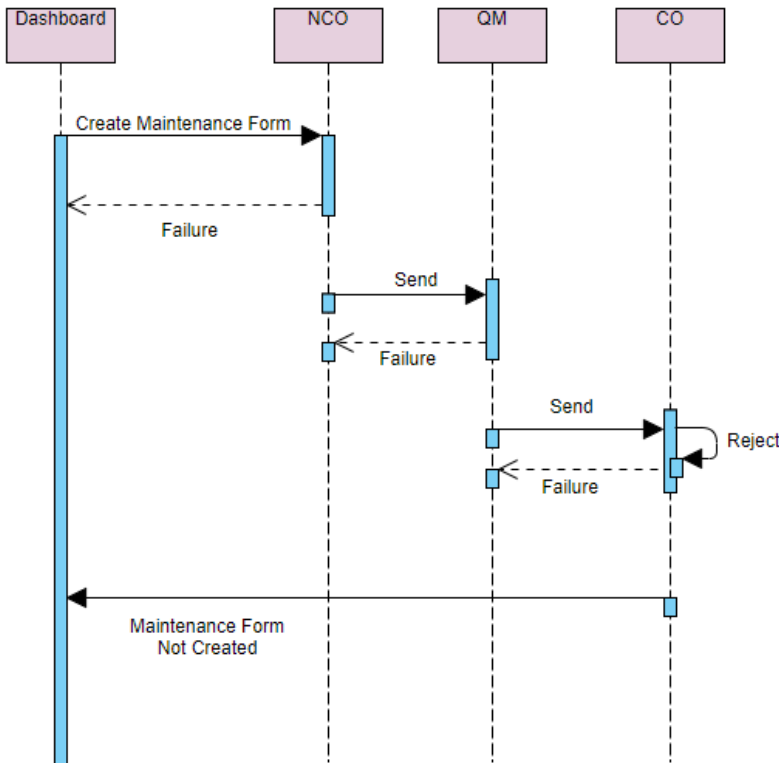 Dashboard
NCO
QM
CO
Create Maintenance Form
Failure
Send
Failure
Send
Reject
Failure
Maintenance Form
Not Created